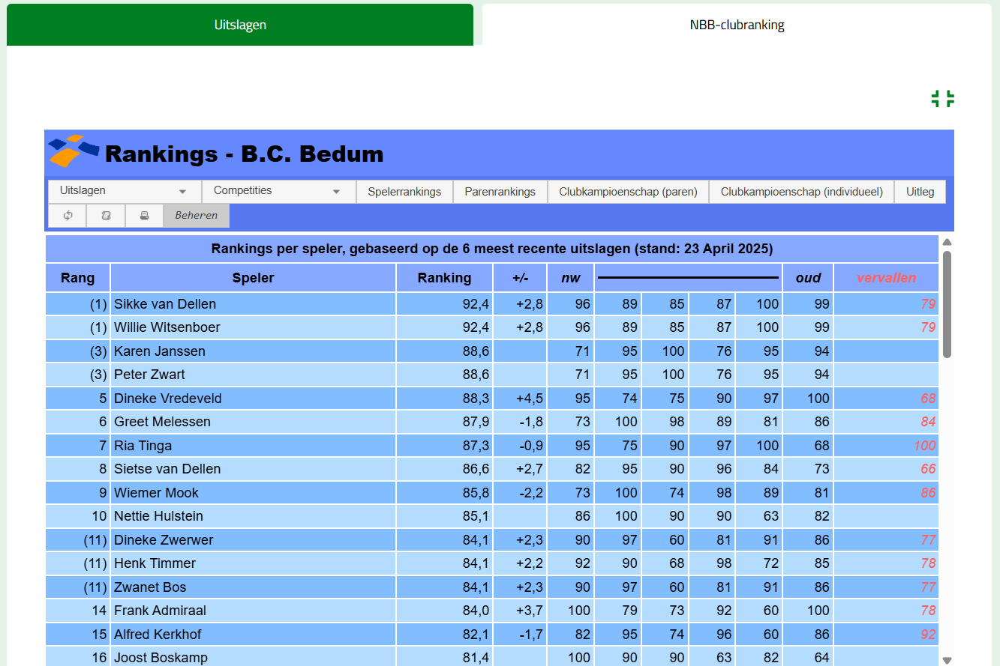 Uitslagen NBB-clubranking
Rankings - B.C. Bedum
Uitslagen Competities Spelerrankings Parenrankings Clubkampioenschap (paren) Clubkampioenschap (individueel) Uitleg
Beheren
Rankings per speler, gebaseerd op de 6 meest recente uitslagen (stand: 23 April 2025)
Rang Speler Ranking +/- nw oud vervallen
(1) Sikke van Dellen 92,4 +2,8 96 89 85 87 100 99 79
(1) Willie Witsenboer 92,4 +2,8 96 89 85 87 100 99 79
(3) Karen Janssen 88,6 71 95 100 76 95 94
(3) Peter Zwart 88,6 71 95 100 76 95 94
5 Dineke Vredeveld 88,3 +4,5 95 74 75 90 97 100 68
6 Greet Melessen 87,9 -1,8 73 100 98 89 81 86 84
7 Ria Tinga 87,3 -0,9 95 75 90 97 100 68 100
8 Sietse van Dellen 86,6 +2,7 82 95 90 96 84 73 66
9 Wiemer Mook 85,8 -2,2 73 100 74 98 89 81 86
10 Nettie Hulstein 85,1 86 100 90 90 63 82
(11) Dineke Zwerwer 84,1 +2,3 90 97 60 81 91 86 77
(11) Henk Timmer 84,1 +2,2 92 90 68 98 72 85 78
(11) Zwanet Bos 84,1 +2,3 90 97 60 81 91 86 77
14 Frank Admiraal 84,0 +3,7 100 79 73 92 60 100 78
15 Alfred Kerkhof 82,1 -1,7 82 95 74 96 60 86 92
16 Joost Boskamp 81,4 100 90 90 63 82 64